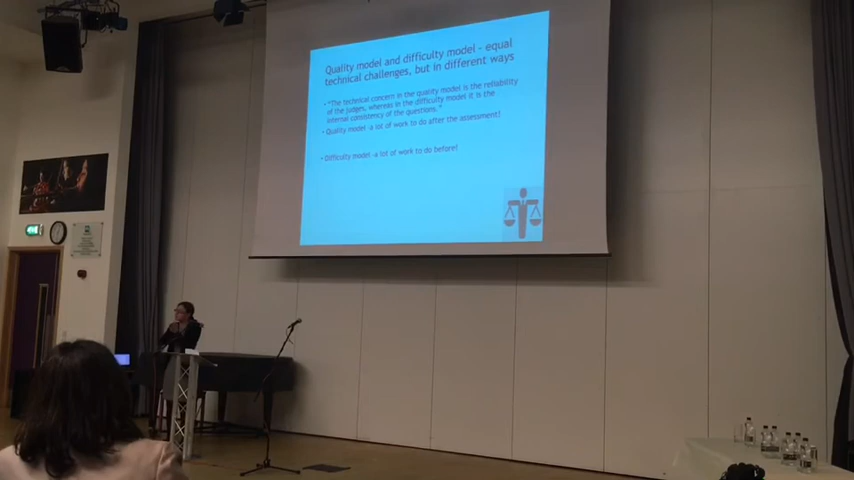 Quality model and difficulty model - equal
technical challenges, but in different ways
• "The technical concern in the quality model is the reliability
of the judges, whereas in the difficulty model it is the
internal consistency of the questions."
• Quality model -a lot of work to do after the assessment!
• Difficulty model -a lot of work to do before!